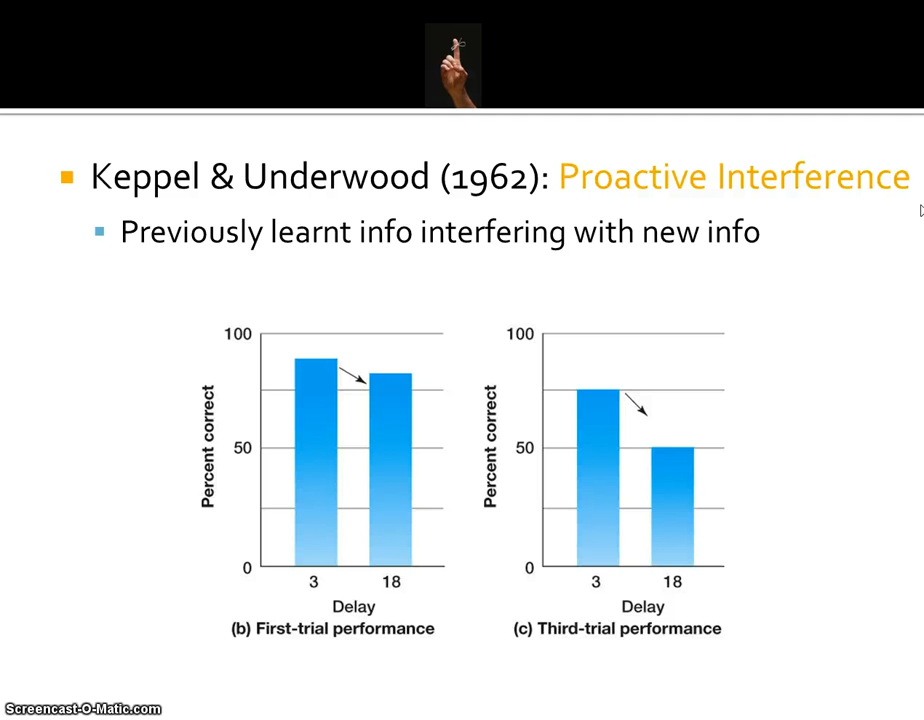 Keppel & Underwood (1962): Proactive Interference
Previously learnt info interfering with new info
100
50
0
Percent correct
3 18
Delay
(b) First-trial performance
100
50
0
Percent correct
3 18
Delay
(c) Third-trial performance
Screencast-O-Matic.com